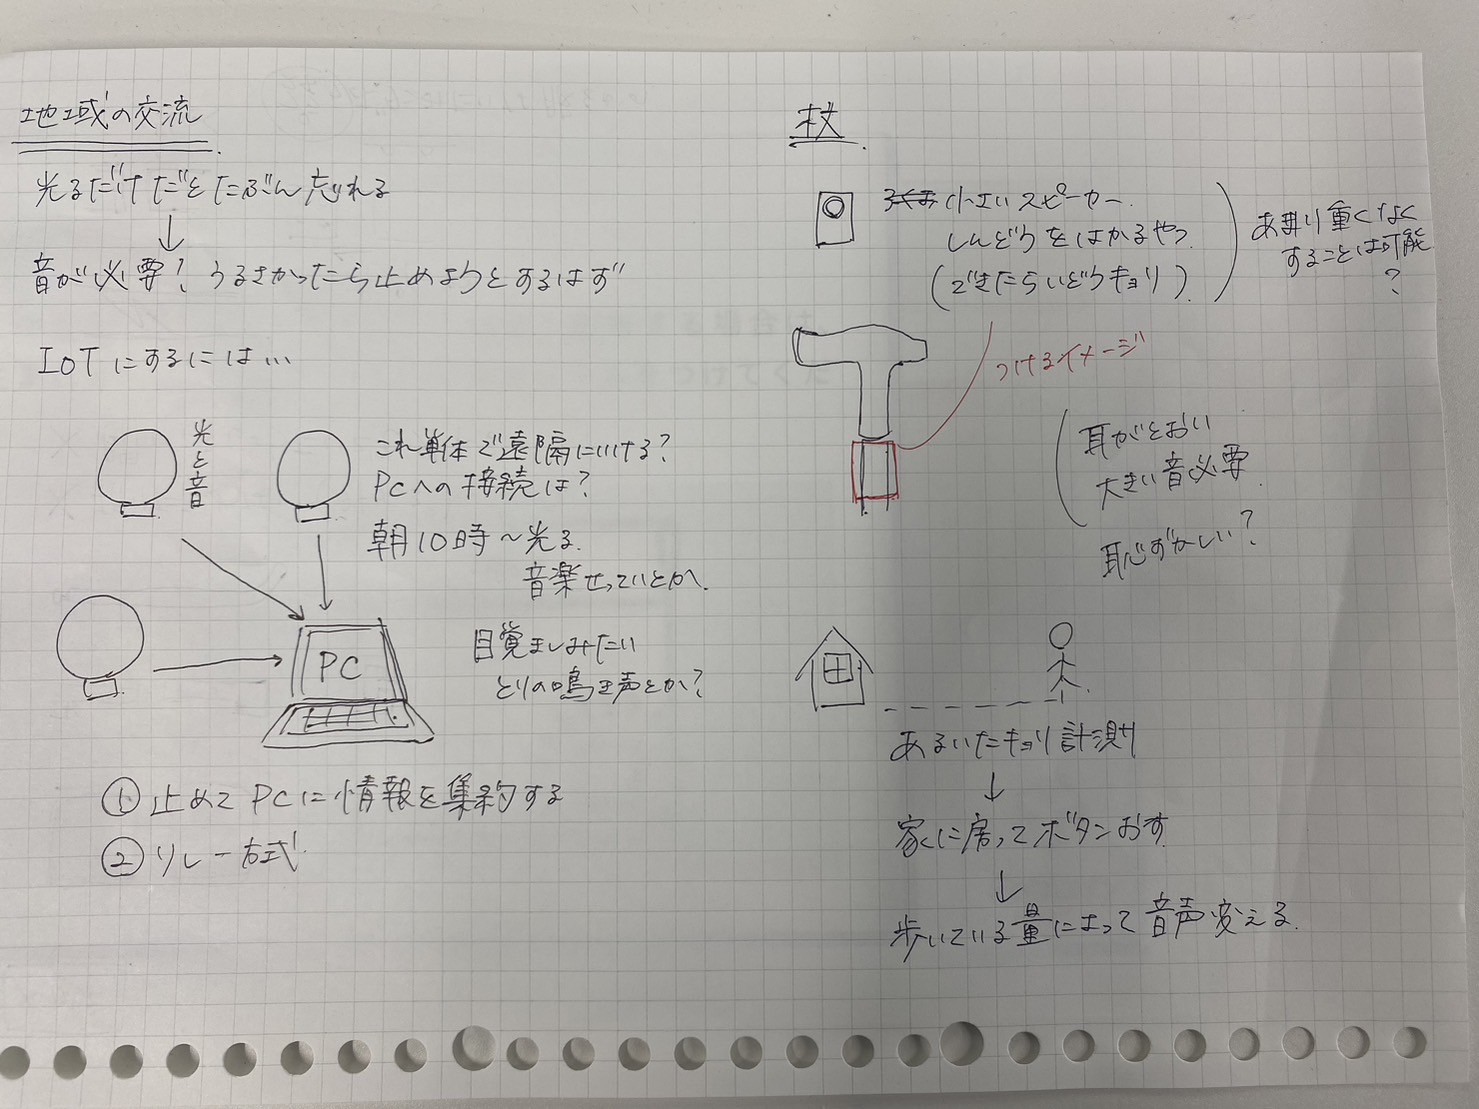 地域の交流
光るだけだとたぶん忘れる
↓
音が必要？うるさかったら止めようとするはず
IoTにするには…
光と音
これ単体で遠隔にいける？
PCへの接続は？
朝10時〜光る.
音楽せっていとか.
PC
目覚ましみたい
とりの鳴き声とか？
① 止めてPCに情報を集約する
② リレー方式.
杖
小さいスピーカー.
しんどうをはかるやつ
(できたらいどうキョリ)
あまり重くなく
することは可能
？
つけるイメージ
耳がとおい
大きい音必要.
恥ずかしい？
あるいたキョリ計測
↓
家に戻ってボタンおす
↓
歩いている量によって音声変える.